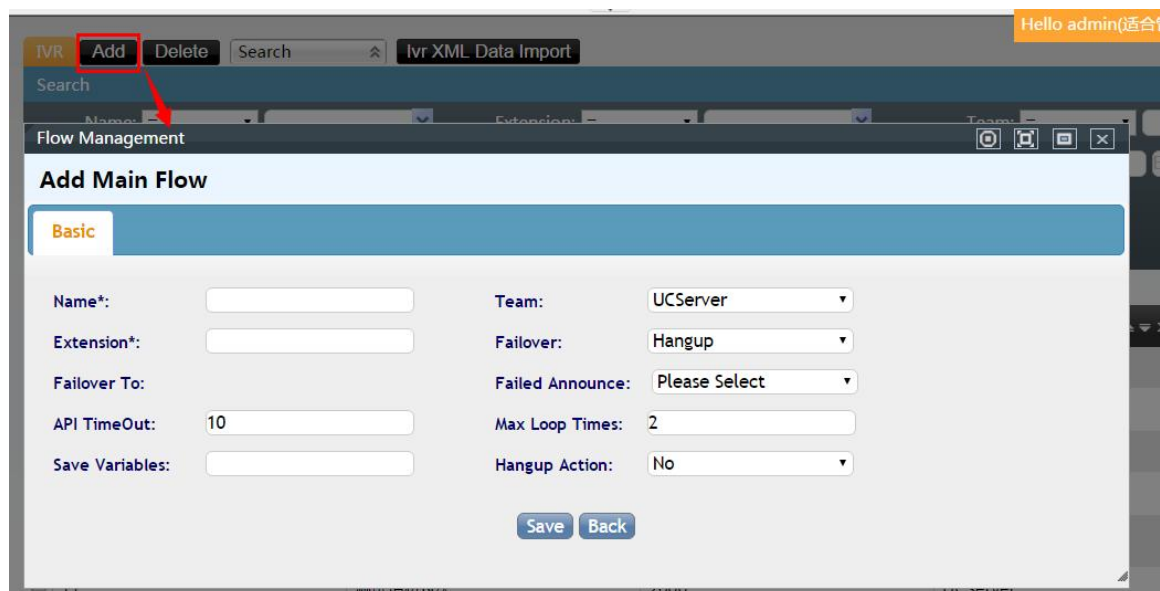 Hello admin(适合
IVR Add Delete Search Ivr XML Data Import
Search
Name: = Extension: = Team: =
Flow Management
Add Main Flow
Basic
Name*: Team: UCServer
Extension*: Failover: Hangup
Failover To: Failed Announce: Please Select
API TimeOut: 10 Max Loop Times: 2
Save Variables: Hangup Action: No
Save Back